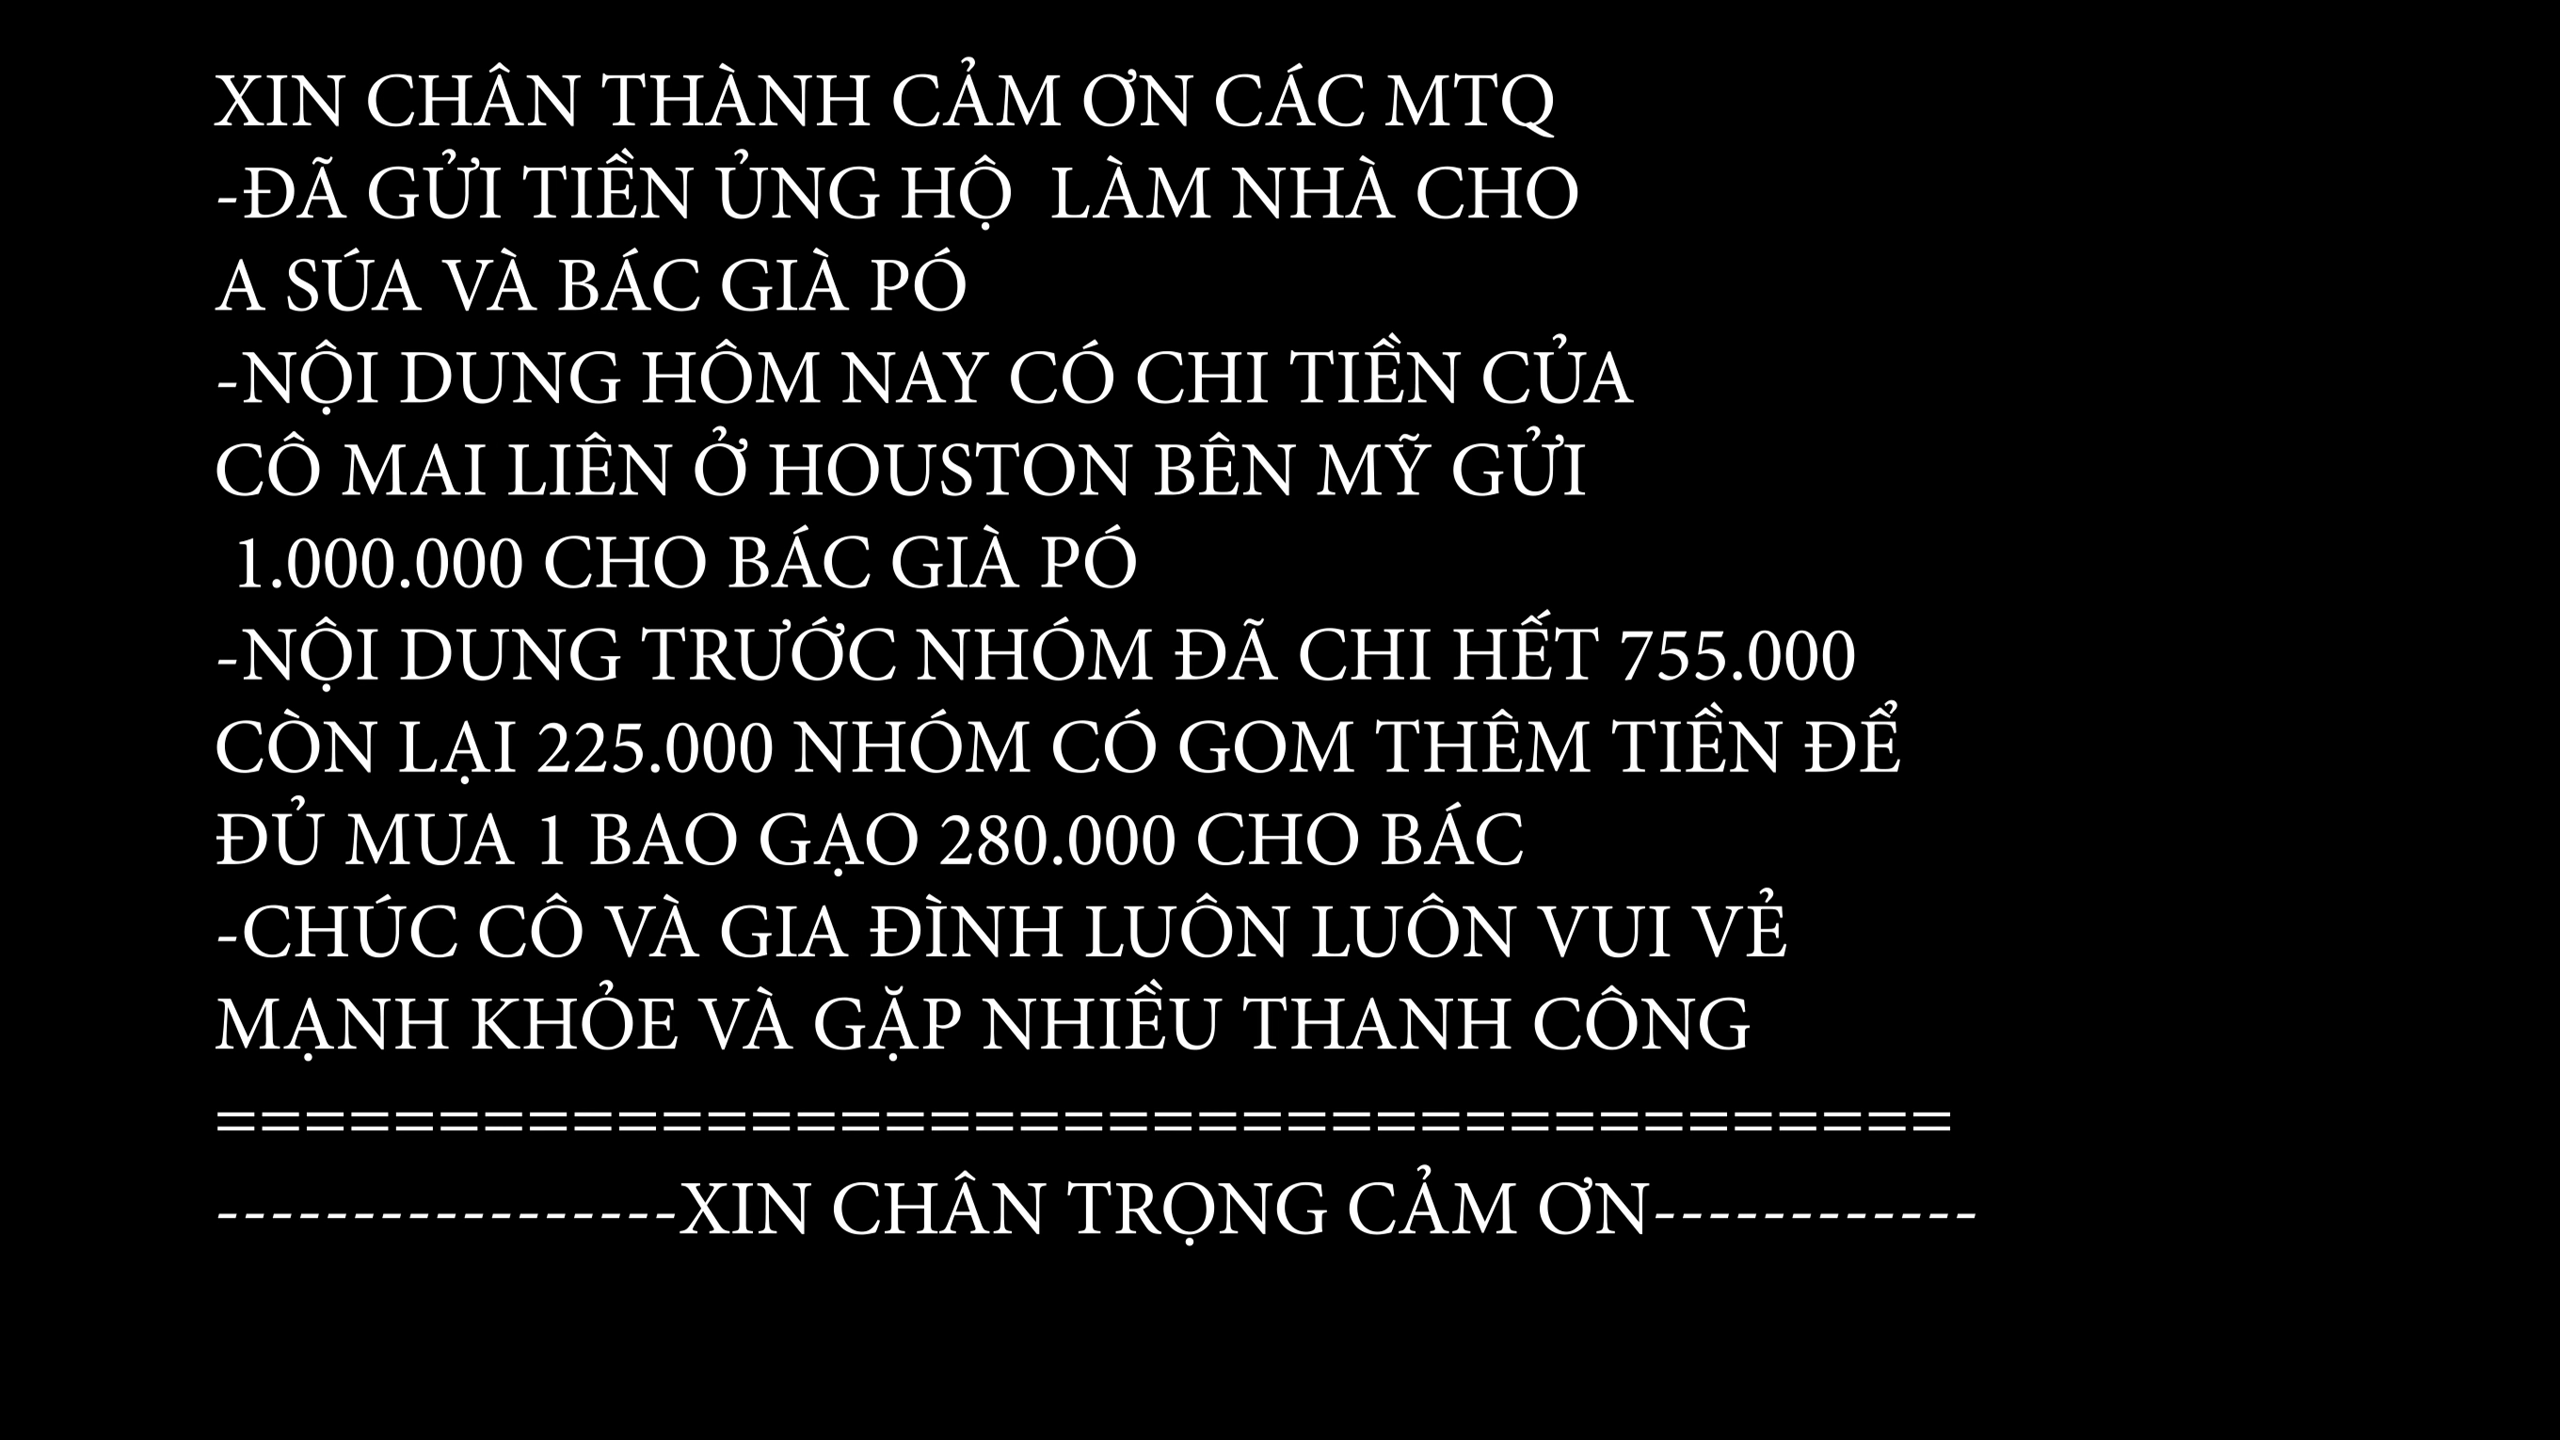 XIN CHÂN THÀNH CẢM ƠN CÁC MTQ
-ĐÃ GỬI TIỀN ỦNG HỘ  LÀM NHÀ CHO
A SÚA VÀ BÁC GIÀ PÓ
-NỘI DUNG HÔM NAY CÓ CHI TIỀN CỦA
CÔ MAI LIÊN Ở HOUSTON BÊN MỸ GỬI
1.000.000 CHO BÁC GIÀ PÓ
-NỘI DUNG TRƯỚC NHÓM ĐÃ CHI HẾT 755.000
CÒN LẠI 225.000 NHÓM CÓ GOM THÊM TIỀN ĐỂ
ĐỦ MUA 1 BAO GẠO 280.000 CHO BÁC
-CHÚC CÔ VÀ GIA ĐÌNH LUÔN LUÔN VUI VẺ
MẠNH KHỎE VÀ GẶP NHIỀU THANH CÔNG
=======================================
-----------------XIN CHÂN TRỌNG CẢM ƠN------------